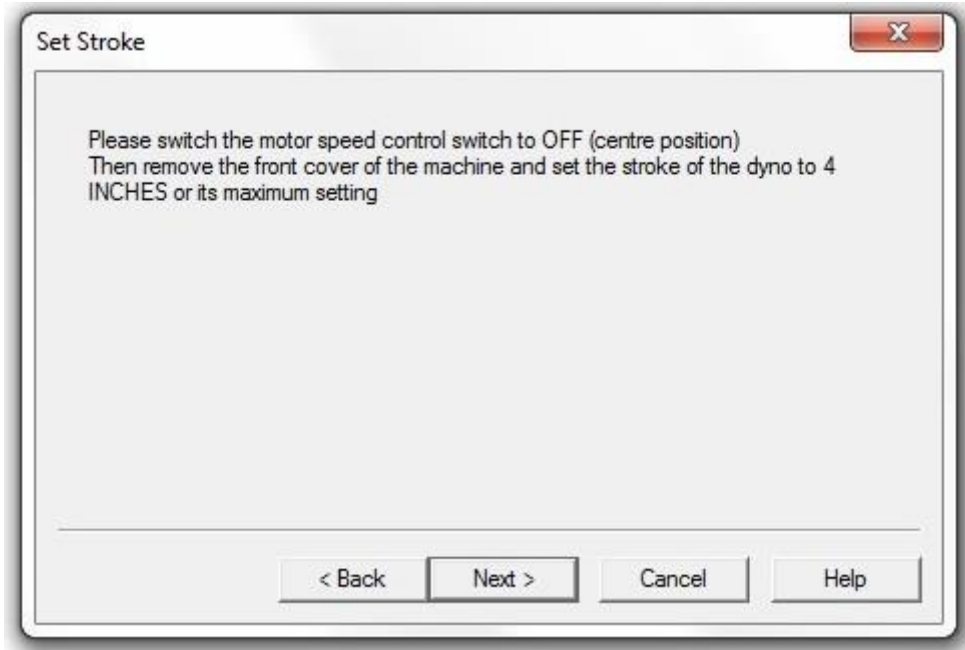 Set Stroke
Please switch the motor speed control switch to OFF (centre position)
Then remove the front cover of the machine and set the stroke of the dyno to 4
INCHES or its maximum setting
< Back
Next >
Cancel
Help